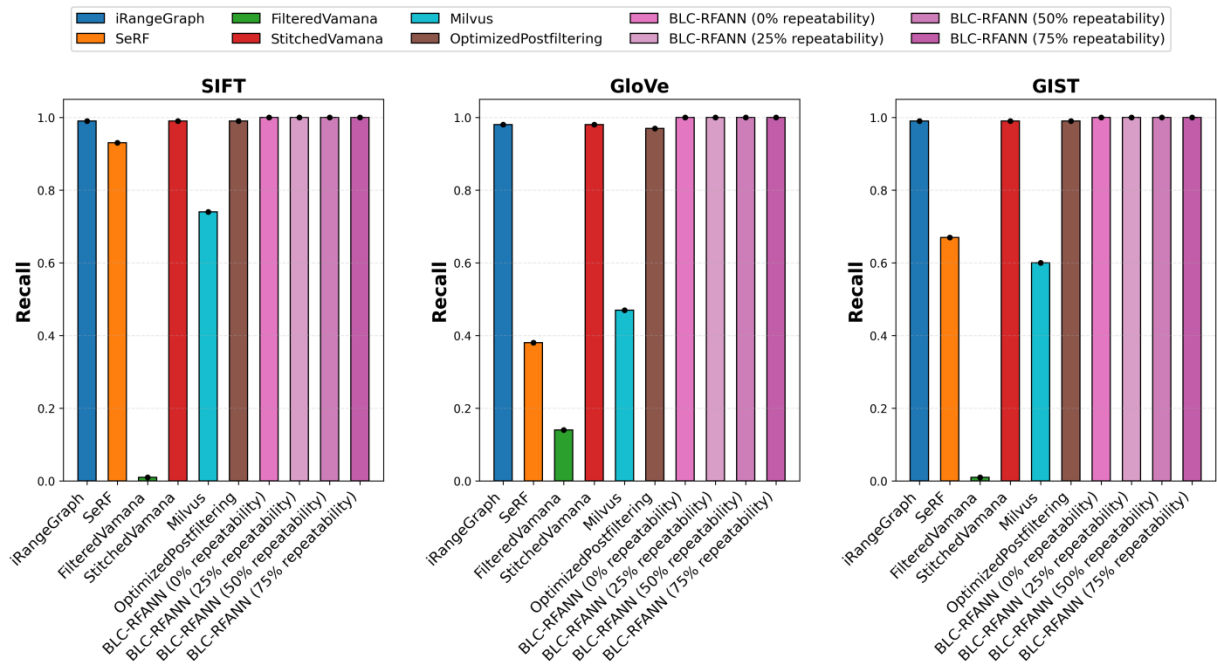 iRangeGraph FilteredVamana Milvus BLC-RFANN (0% repeatability) BLC-RFANN (50% repeatability)
SeRF StitchedVamana OptimizedPostfiltering BLC-RFANN (25% repeatability) BLC-RFANN (75% repeatability)
SIFT
Recall
1.0
0.8
0.6
0.4
0.2
0.0
iRangeGraph
SeRF
FilteredVamana
StitchedVamana
Milvus
OptimizedPostfiltering
BLC-RFANN (0% repeatability)
BLC-RFANN (25% repeatability)
BLC-RFANN (50% repeatability)
BLC-RFANN (75% repeatability)
GloVe
Recall
1.0
0.8
0.6
0.4
0.2
0.0
iRangeGraph
SeRF
FilteredVamana
StitchedVamana
Milvus
OptimizedPostfiltering
BLC-RFANN (0% repeatability)
BLC-RFANN (25% repeatability)
BLC-RFANN (50% repeatability)
BLC-RFANN (75% repeatability)
GIST
Recall
1.0
0.8
0.6
0.4
0.2
0.0
iRangeGraph
SeRF
FilteredVamana
StitchedVamana
Milvus
OptimizedPostfiltering
BLC-RFANN (0% repeatability)
BLC-RFANN (25% repeatability)
BLC-RFANN (50% repeatability)
BLC-RFANN (75% repeatability)